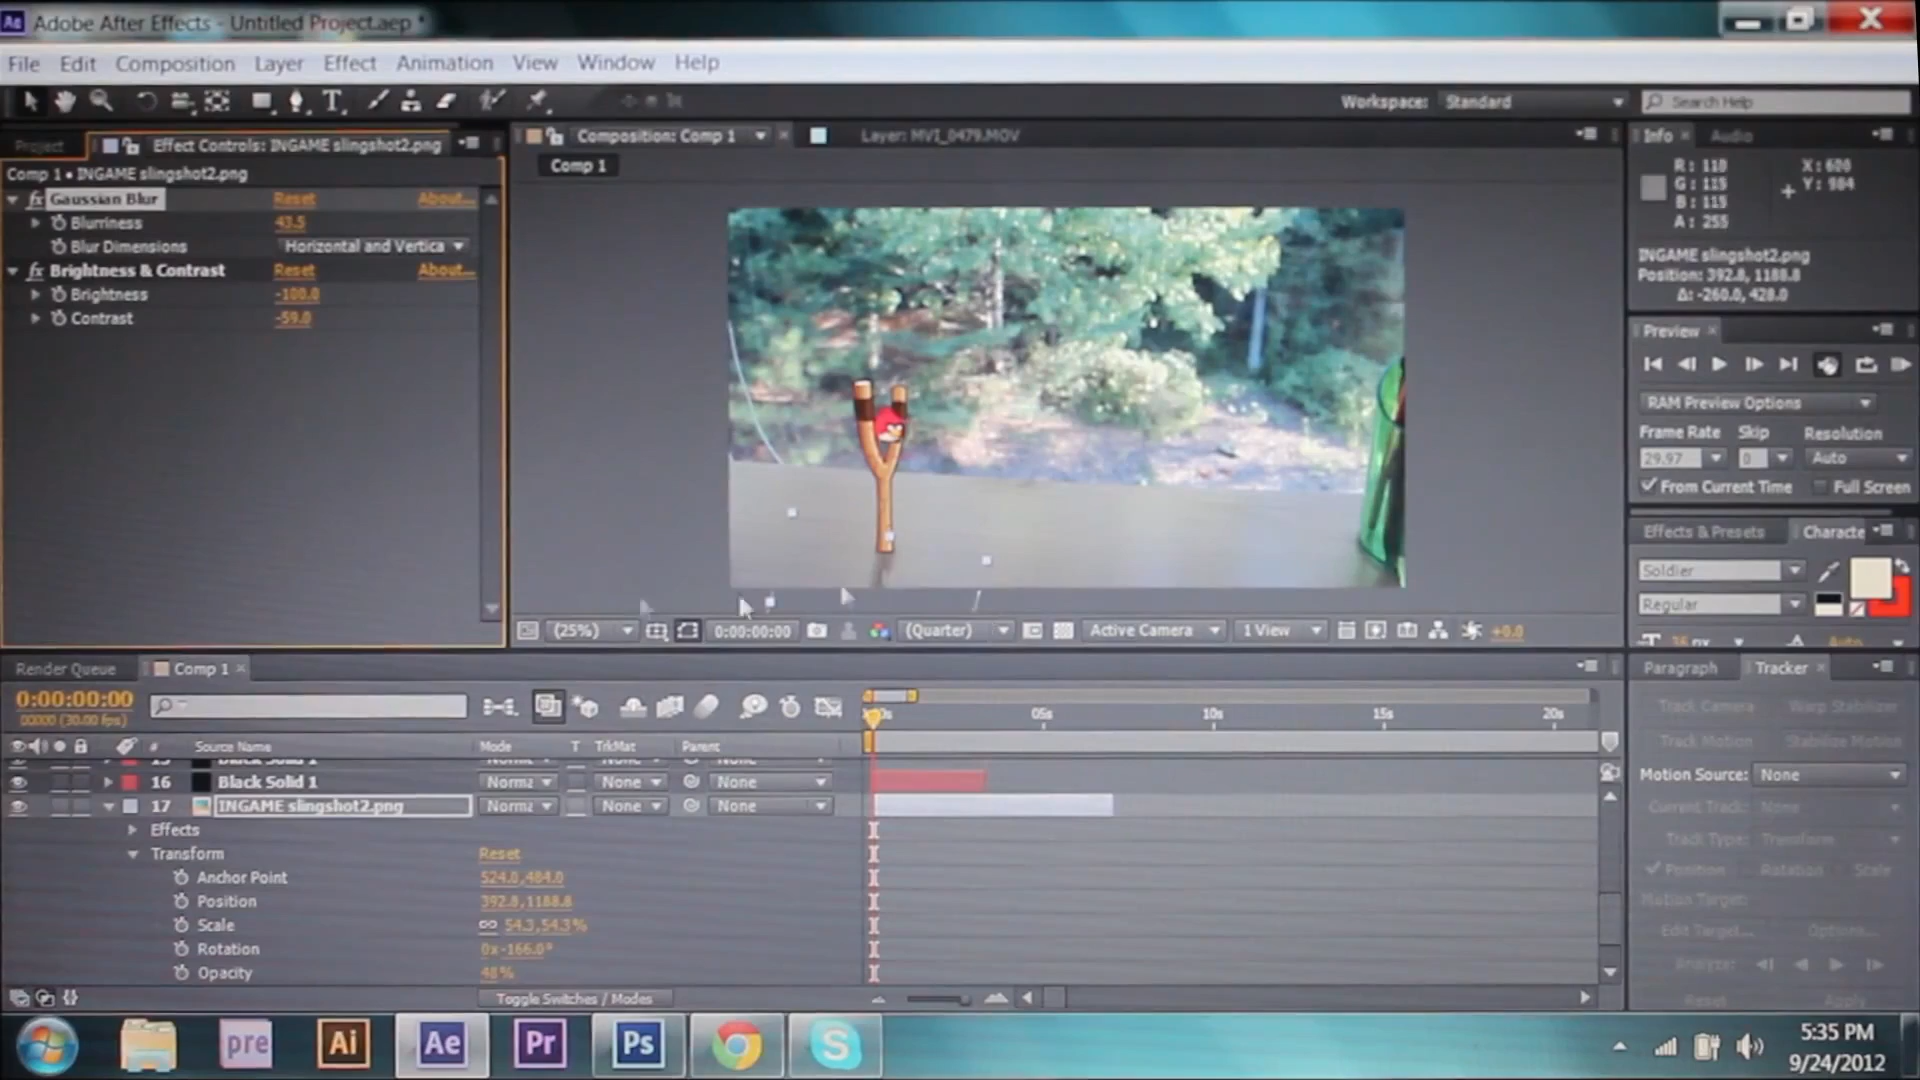 Ae Adobe After Effects - Untitled Project.aep *
File Edit Composition Layer Effect Animation View Window Help
Workspace: Standard
Search Help
Project
Effect Controls: INGAME slingshot2.png
Comp 1 • INGAME slingshot2.png
fx Gaussian Blur Reset About...
Blurriness 43.5
Blur Dimensions Horizontal and Vertica
fx Brightness & Contrast Reset About...
Brightness -100.0
Contrast -59.0
Composition: Comp 1
Layer: MVI_0479.MOV
Comp 1
(25%) 0:00:00:00 (Quarter) Active Camera 1 View +0.0
Info Audio
R: 110 X: 600
G: 115 Y: 984
B: 115
A: 255
INGAME slingshot2.png
Position: 392.8, 1188.8
Δ: -260.0, 428.0
Preview
RAM Preview Options
Frame Rate Skip Resolution
29.97 0 Auto
From Current Time Full Screen
Effects & Presets Characte
Soldier
Regular
36 px Auto
Render Queue Comp 1
0:00:00:00
00000 (30.00 fps)
05s 10s 15s 20s
# Source Name Mode T TrkMat Parent
15 Black Solid 1 None None
16 Black Solid 1 Norma None None
17 INGAME slingshot2.png Norma None None
Effects
Transform Reset
Anchor Point 524.0,484.0
Position 392.8,1188.8
Scale 54.3,54.3%
Rotation 0x-166.0°
Opacity 48%
Toggle Switches / Modes
Paragraph Tracker
Track Camera Warp Stabilizer
Track Motion Stabilize Motion
Motion Source: None
Current Track: None
Track Type: Transform
Position Rotation Scale
Motion Target:
Edit Target... Options...
Analyze:
Reset Apply
pre Ai Ae Pr Ps S
5:35 PM
9/24/2012